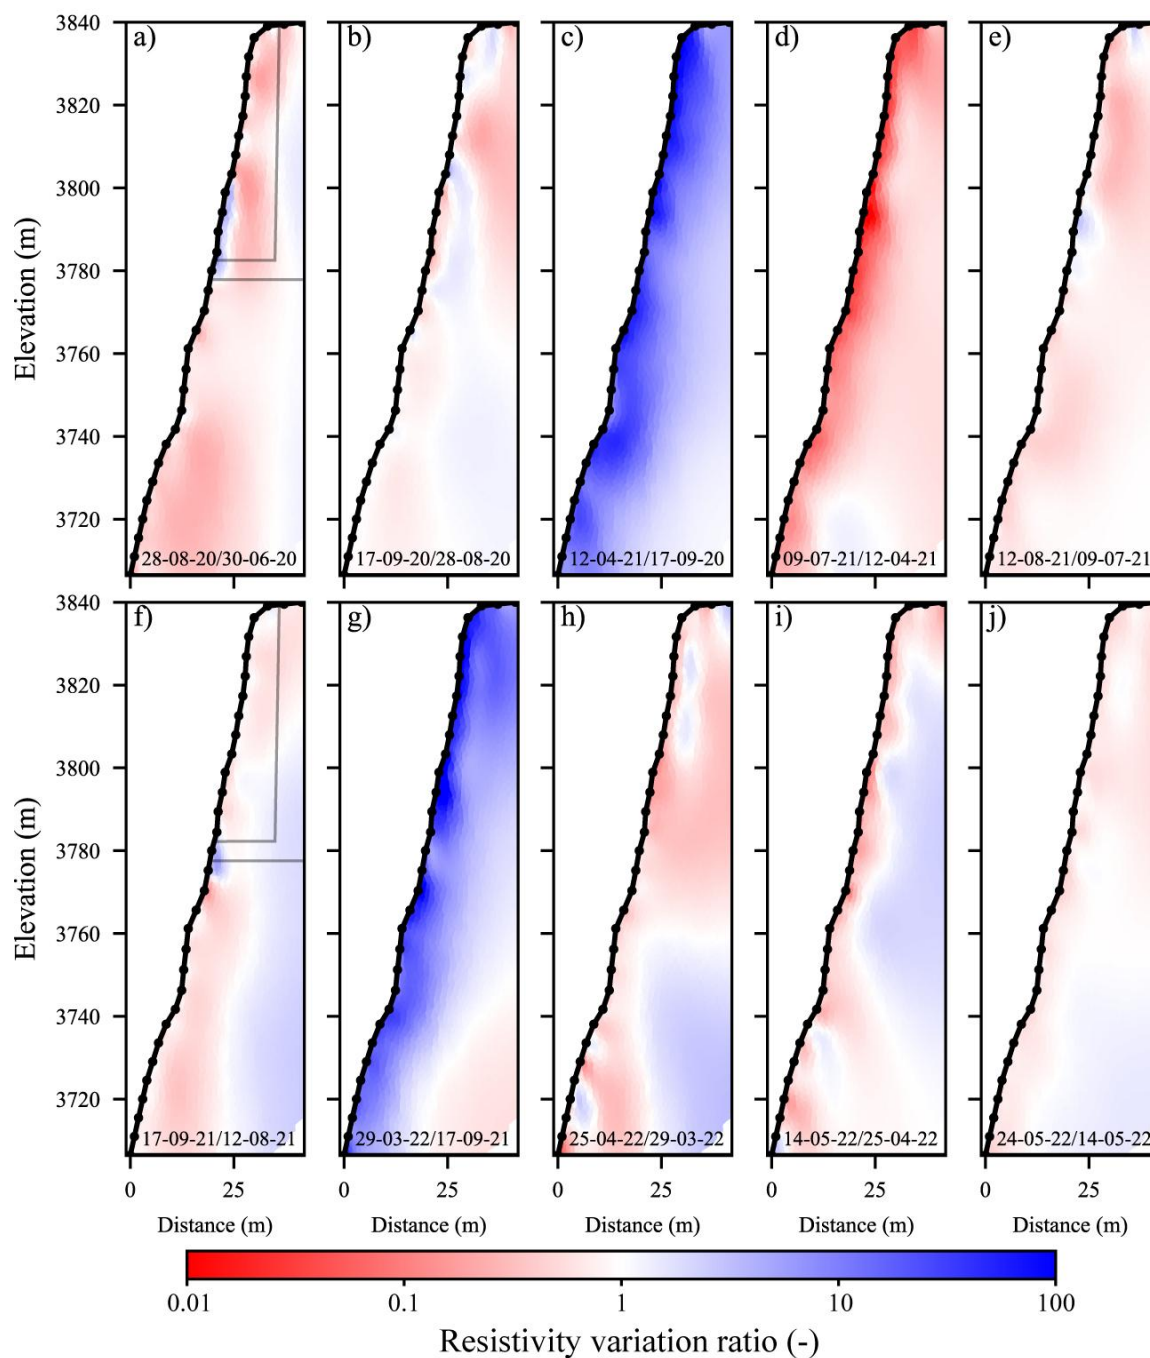 a) b) c) d) e)
3840
3820
3800
3780
3760
3740
3720
Elevation (m)
28-08-20/30-06-20 17-09-20/28-08-20 12-04-21/17-09-20 09-07-21/12-04-21 12-08-21/09-07-21
f) g) h) i) j)
3840
3820
3800
3780
3760
3740
3720
Elevation (m)
17-09-21/12-08-21 29-03-22/17-09-21 25-04-22/29-03-22 14-05-22/25-04-22 24-05-22/14-05-22
0 25 0 25 0 25 0 25 0 25
Distance (m) Distance (m) Distance (m) Distance (m) Distance (m)
0.01 0.1 1 10 100
Resistivity variation ratio (-)